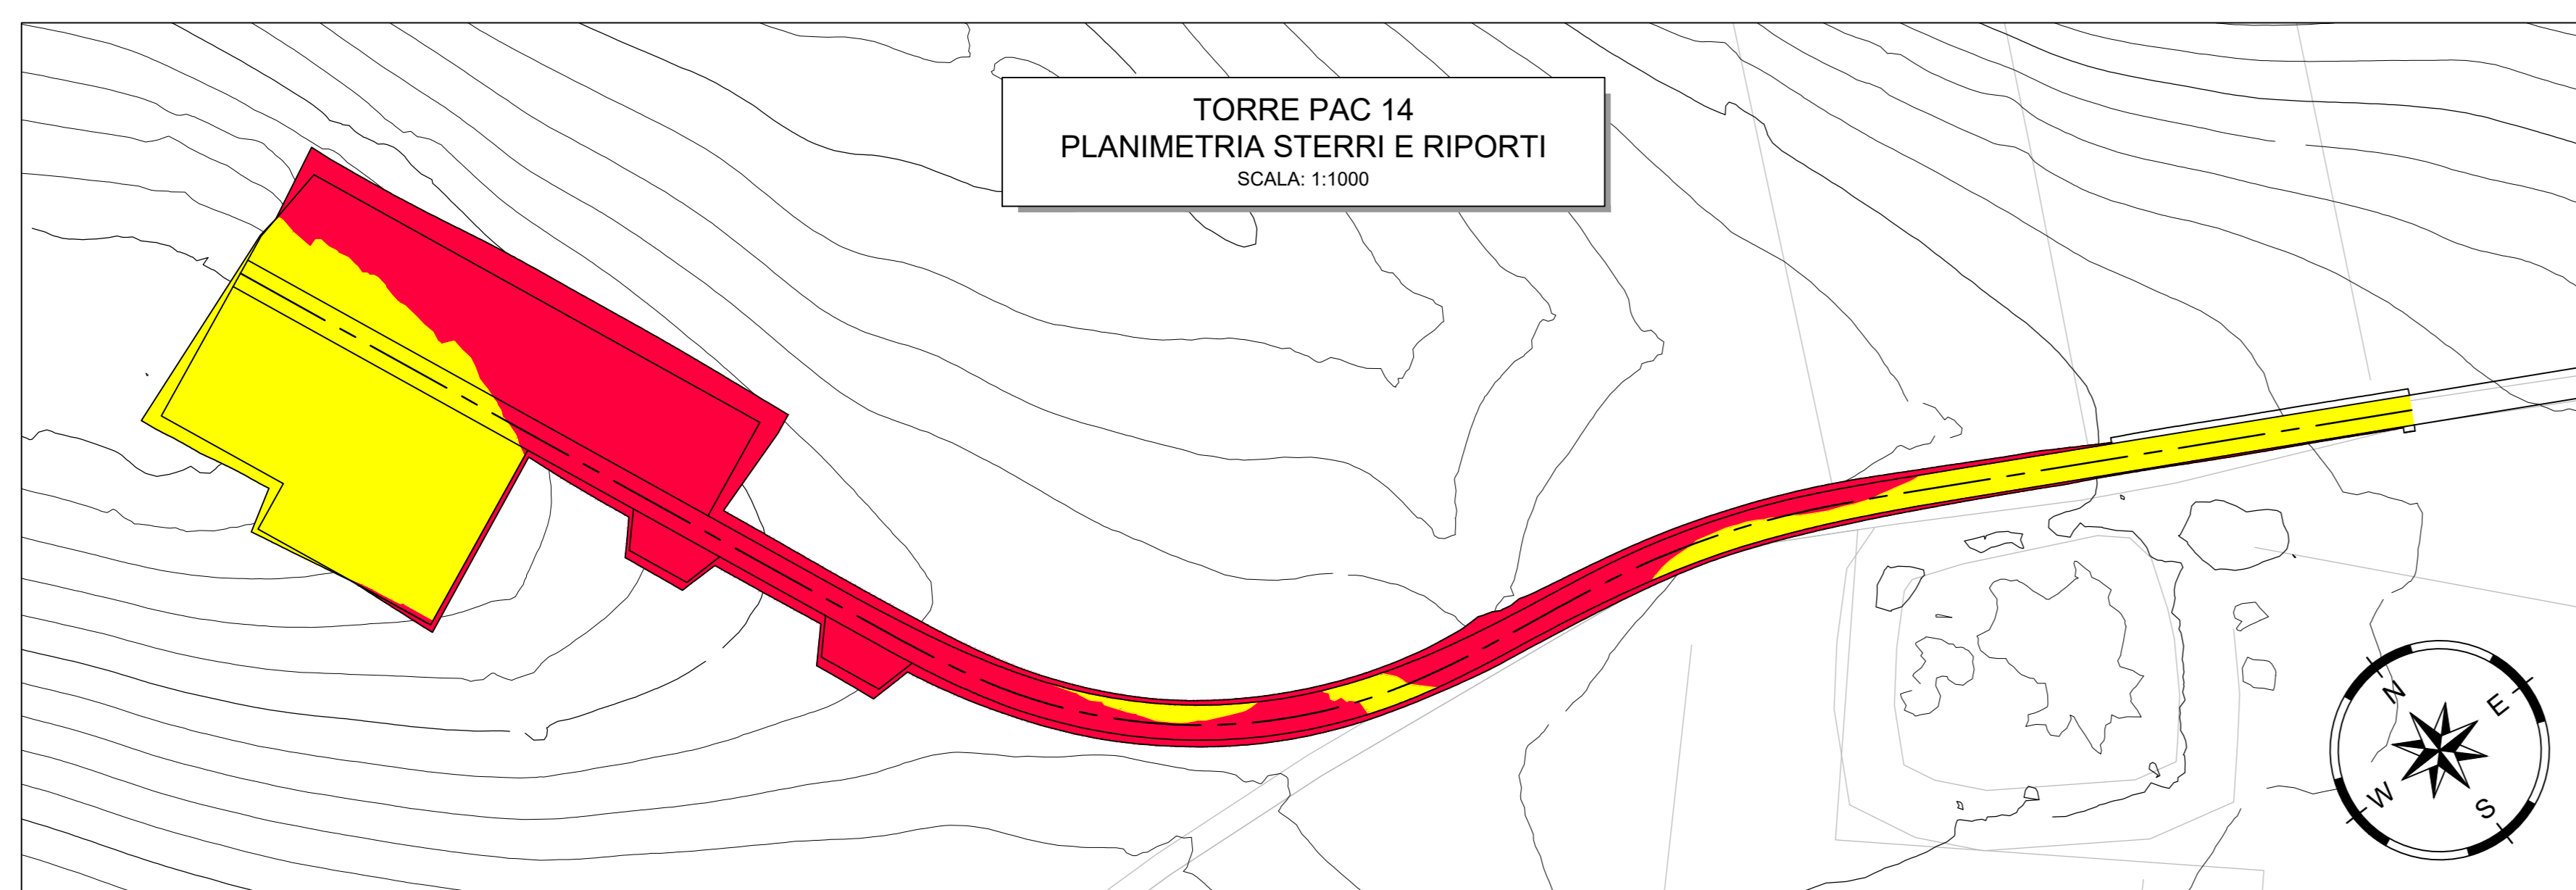 TORRE PAC 14
PLANIMETRIA STERRI E RIPORTI
SCALA: 1:1000
N
E
W
S